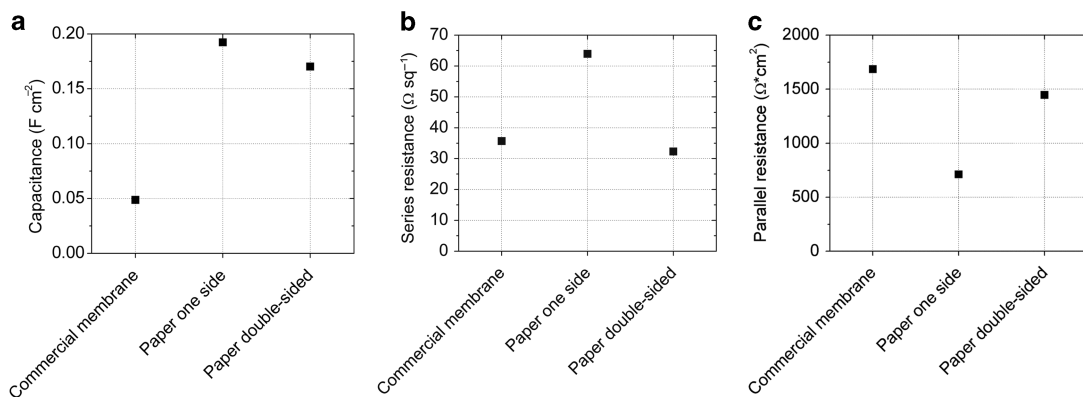 a
Capacitance (F cm⁻²)
0.20
0.15
0.10
0.05
0.00
Commercial membrane
Paper one side
Paper double-sided
b
Series resistance (Ω sq⁻¹)
70
60
50
40
30
20
10
0
Commercial membrane
Paper one side
Paper double-sided
c
Parallel resistance (Ω*cm²)
2000
1500
1000
500
0
Commercial membrane
Paper one side
Paper double-sided